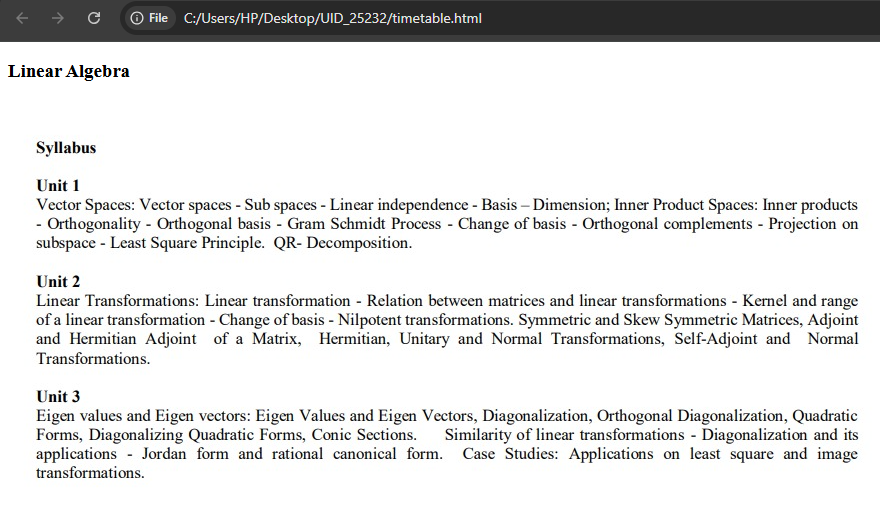 File C:/Users/HP/Desktop/UID_25232/timetable.html
Linear Algebra
Syllabus
Unit 1
Vector Spaces: Vector spaces - Sub spaces - Linear independence - Basis – Dimension; Inner Product Spaces: Inner products
- Orthogonality - Orthogonal basis - Gram Schmidt Process - Change of basis - Orthogonal complements - Projection on
subspace - Least Square Principle. QR- Decomposition.
Unit 2
Linear Transformations: Linear transformation - Relation between matrices and linear transformations - Kernel and range
of a linear transformation - Change of basis - Nilpotent transformations. Symmetric and Skew Symmetric Matrices, Adjoint
and Hermitian Adjoint of a Matrix, Hermitian, Unitary and Normal Transformations, Self-Adjoint and Normal
Transformations.
Unit 3
Eigen values and Eigen vectors: Eigen Values and Eigen Vectors, Diagonalization, Orthogonal Diagonalization, Quadratic
Forms, Diagonalizing Quadratic Forms, Conic Sections. Similarity of linear transformations - Diagonalization and its
applications - Jordan form and rational canonical form. Case Studies: Applications on least square and image
transformations.